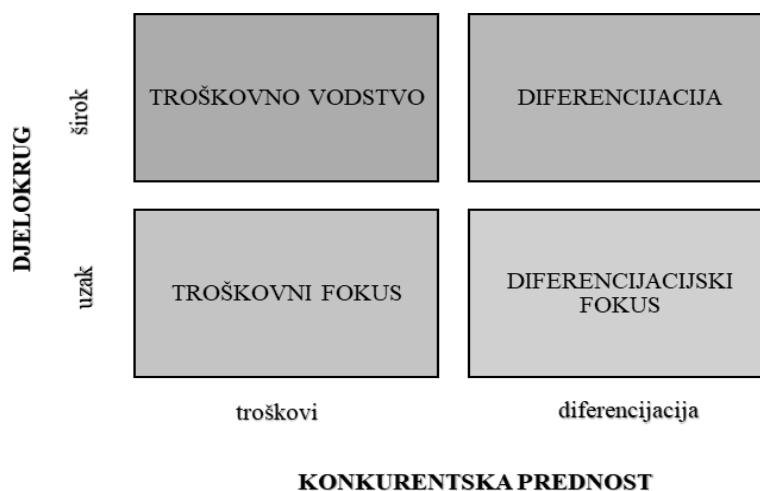 DJELOKRUG
širok
TROŠKOVNO VODSTVO
DIFERENCIJACIJA
uzak
TROŠKOVNI FOKUS
DIFERENCIJACIJSKI
FOKUS
troškovi
diferencijacija
KONKURENTSKA PREDNOST